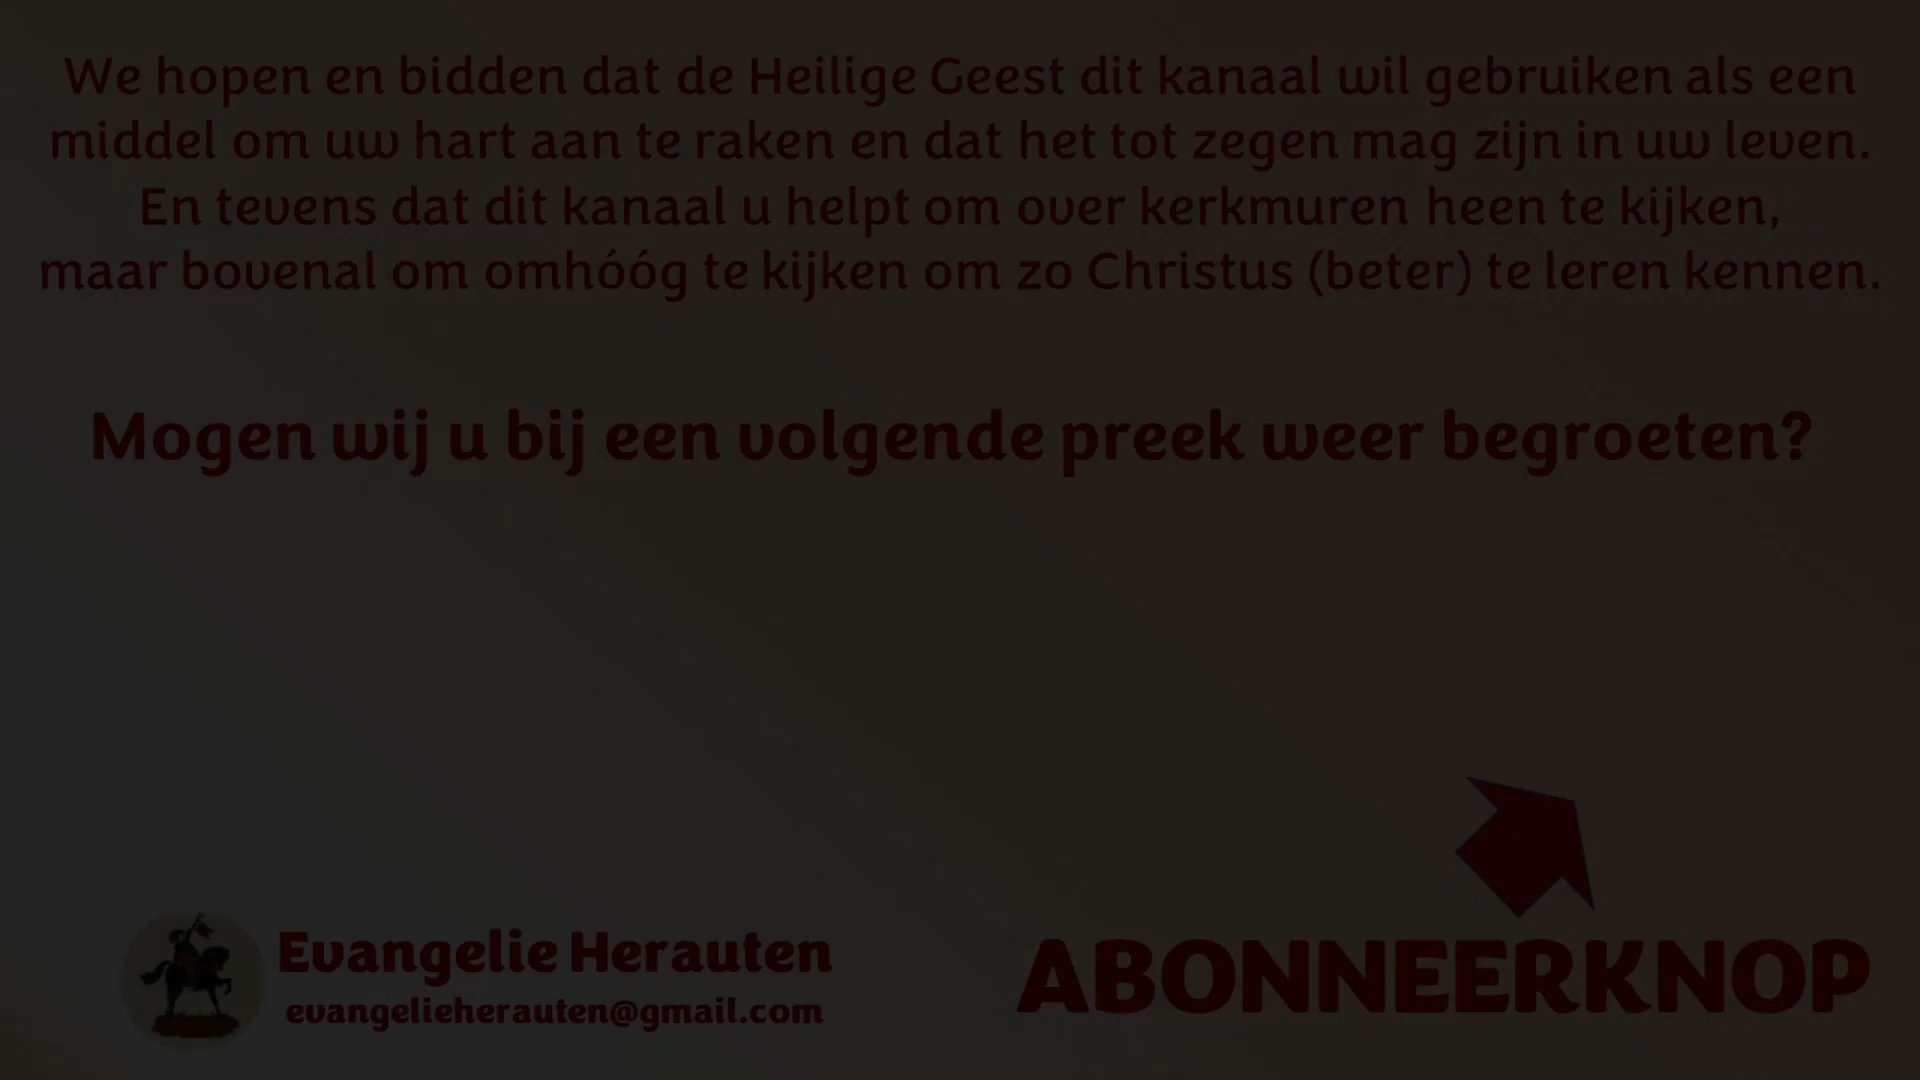 We hopen en bidden dat de Heilige Geest dit kanaal wil gebruiken als een
middel om uw hart aan te raken en dat het tot zegen mag zijn in uw leven.
En tevens dat dit kanaal u helpt om over kerkmuren heen te kijken,
maar bovenal om omhóóg te kijken om zo Christus (beter) te leren kennen.
Mogen wij u bij een volgende preek weer begroeten?
Evangelie Herauten
evangelieherauten@gmail.com
ABONNEERKNOP